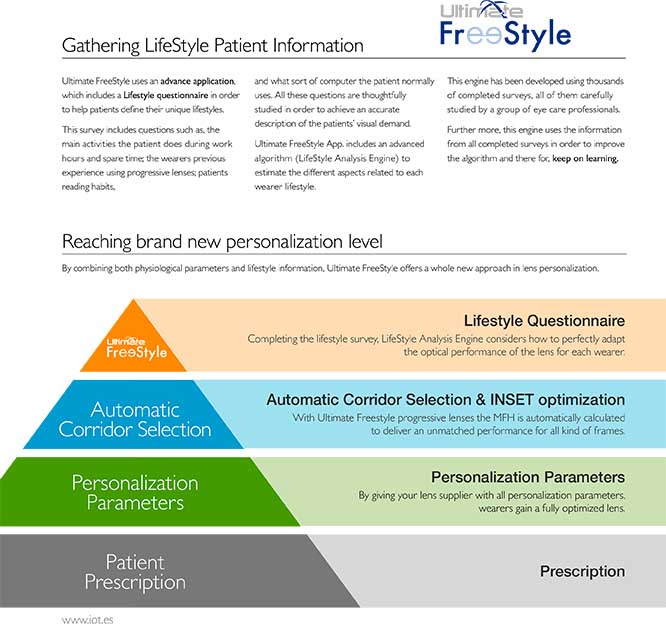 Ultimate
FreeStyle
Gathering LifeStyle Patient Information
Ultimate FreeStyle uses an advance application,
which includes a Lifestyle questionnaire in order
to help patients define their unique lifestyles.
This survey includes questions such as, the
main activities the patient does during work
hours and spare time; the wearers previous
experience using progressive lenses; patients
reading habits,
and what sort of computer the patient normally
uses. All these questions are thoughtfully
studied in order to achieve an accurate
description of the patients' visual demand.
Ultimate FreeStyle App. includes an advanced
algorithm (LifeStyle Analysis Engine) to
estimate the different aspects related to each
wearer lifestyle.
This engine has been developed using thousands
of completed surveys, all of them carefully
studied by a group of eye care professionals.
Further more, this engine uses the information
from all completed surveys in order to improve
the algorithm and there for, keep on learning.
Reaching brand new personalization level
By combining both physiological parameters and lifestyle information, Ultimate FreeStyle offers a whole new approach in lens personalization.
Ultimate
FreeStyle
Lifestyle Questionnaire
Completing the lifestyle survey, LifeStyle Analysis Engine considers how to perfectly adapt
the optical performance of the lens for each wearer.
Automatic
Corridor Selection
Automatic Corridor Selection & INSET optimization
With Ultimate Freestyle progressive lenses the MFH is automatically calculated
to deliver an unmatched performance for all kind of frames.
Personalization
Parameters
Personalization Parameters
By giving your lens supplier with all personalization parameters,
wearers gain a fully optimized lens.
Patient
Prescription
Prescription
www.iot.es